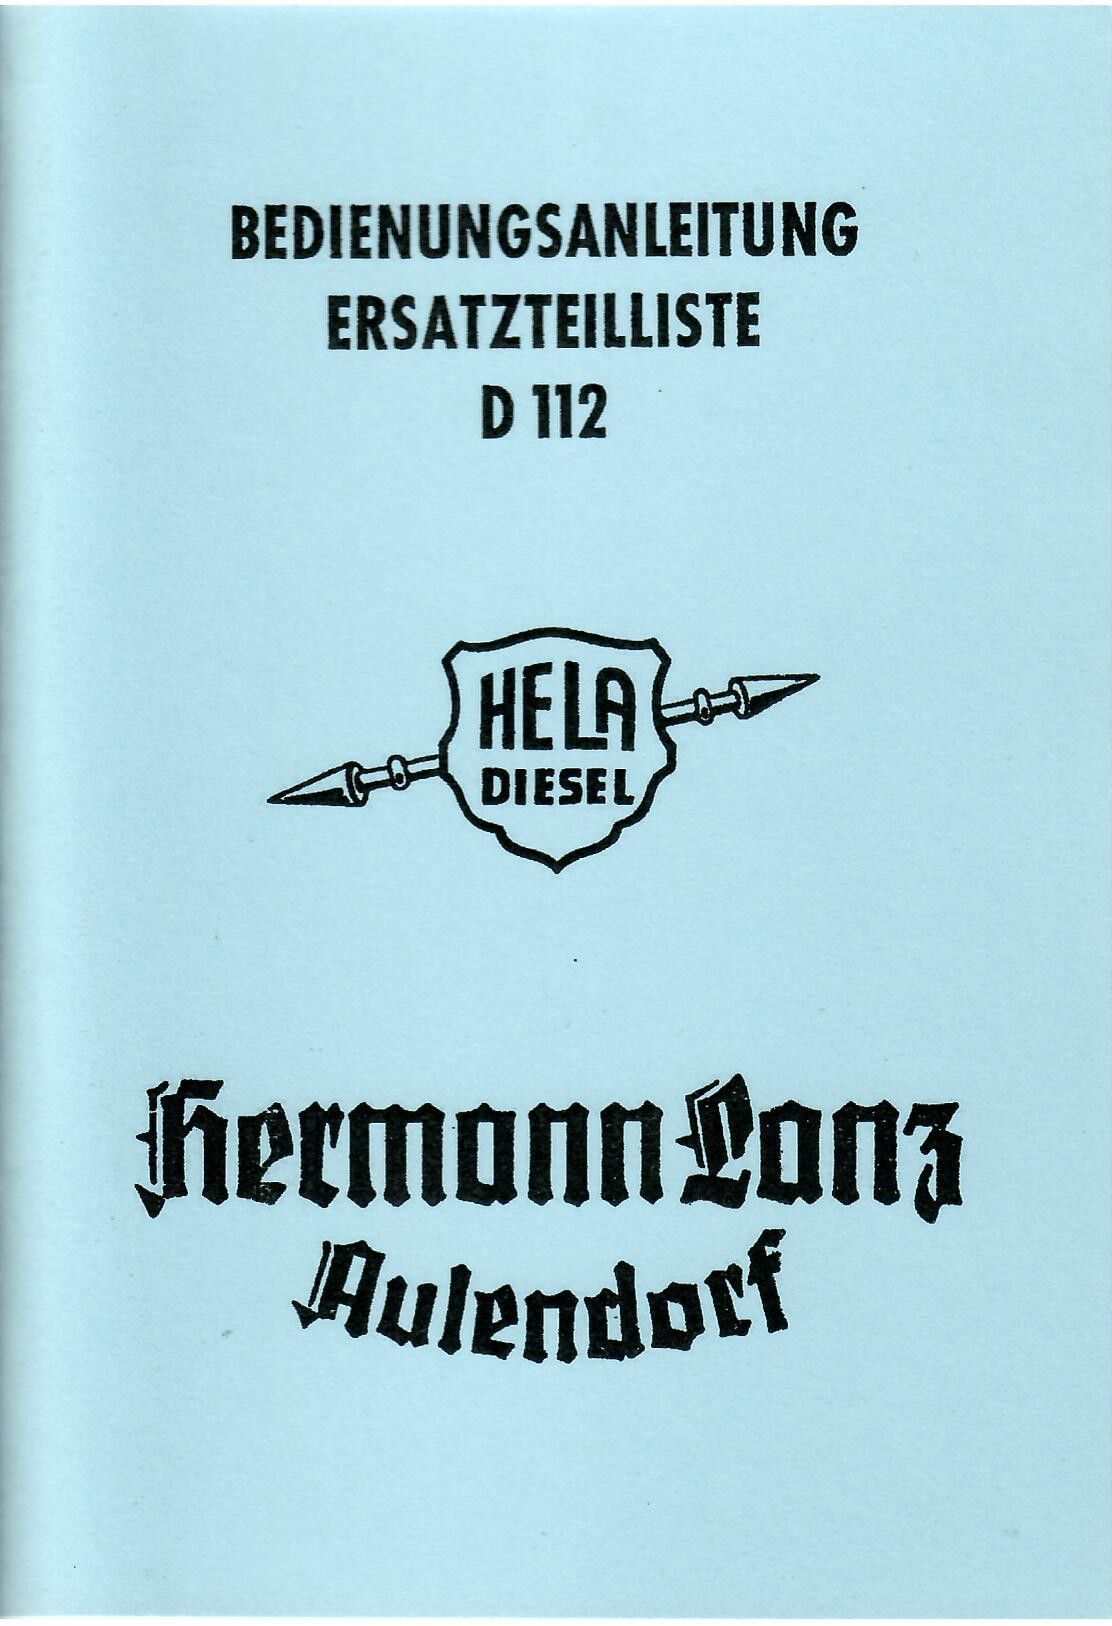 BEDIENUNGSANLEITUNG
ERSATZTEILLISTE
D 112
HELA
DIESEL
Hermann Lanz
Aulendorf